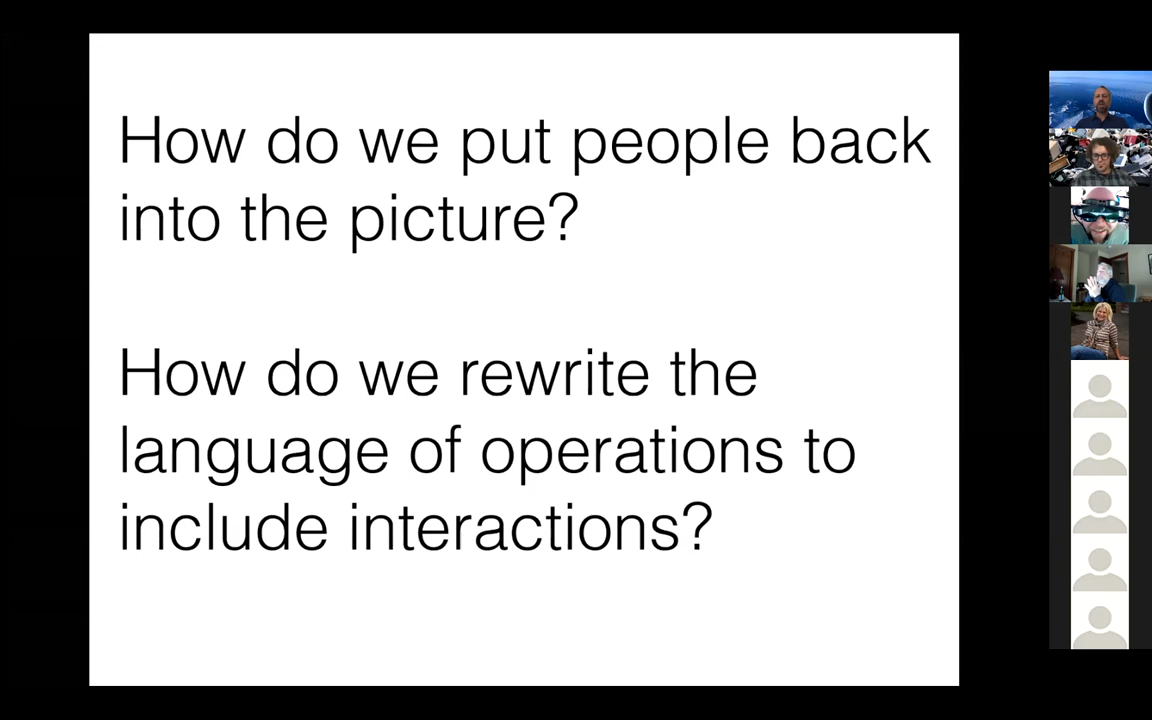 How do we put people back
into the picture?
How do we rewrite the
language of operations to
include interactions?